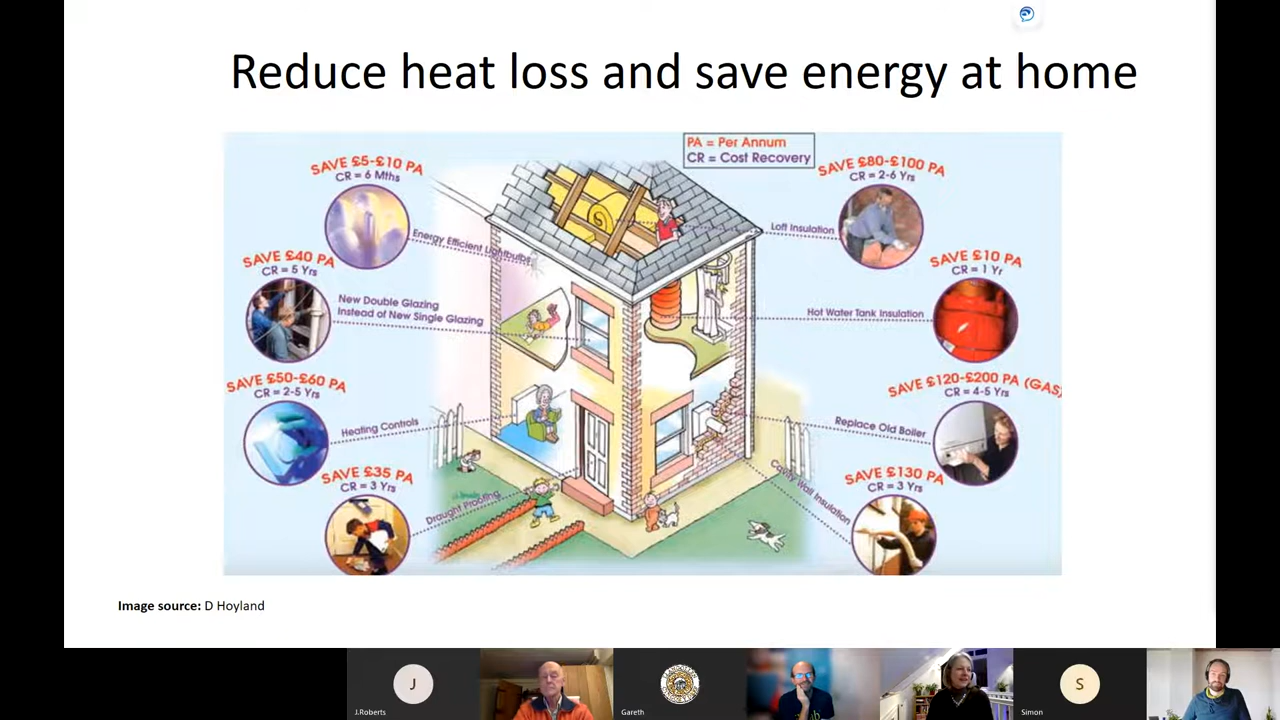 Reduce heat loss and save energy at home
PA = Per Annum
CR = Cost Recovery
SAVE £5-£10 PA
CR = 6 Mths
Energy Efficient Lightbulbs
SAVE £40 PA
CR = 5 Yrs
New Double Glazing
Instead of New Single Glazing
SAVE £50-£60 PA
CR = 2-5 Yrs
Heating Controls
SAVE £35 PA
CR = 3 Yrs
Draught Proofing
SAVE £80-£100 PA
CR = 2-6 Yrs
Loft Insulation
SAVE £10 PA
CR = 1 Yr
Hot Water Tank Insulation
SAVE £120-£200 PA (GAS)
CR = 4-5 Yrs
Replace Old Boiler
SAVE £130 PA
CR = 3 Yrs
Cavity Wall Insulation
Image source: D Hoyland
J
J.Roberts
Gareth
S
Simon